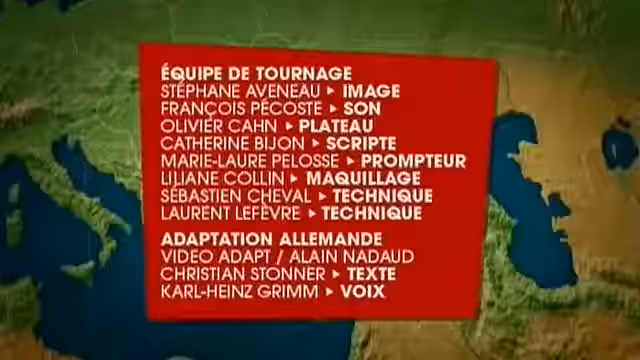 ÉQUIPE DE TOURNAGE
STÉPHANE AVENEAU ▸ IMAGE
FRANÇOIS PÉCOSTE ▸ SON
OLIVIER CAHN ▸ PLATEAU
CATHERINE BIJON ▸ SCRIPTE
MARIE-LAURE PELOSSE ▸ PROMPTEUR
LILIANE COLLIN ▸ MAQUILLAGE
SÉBASTIEN CHEVAL ▸ TECHNIQUE
LAURENT LEFÈVRE ▸ TECHNIQUE
ADAPTATION ALLEMANDE
VIDEO ADAPT / ALAIN NADAUD
CHRISTIAN STONNER ▸ TEXTE
KARL-HEINZ GRIMM ▸ VOIX